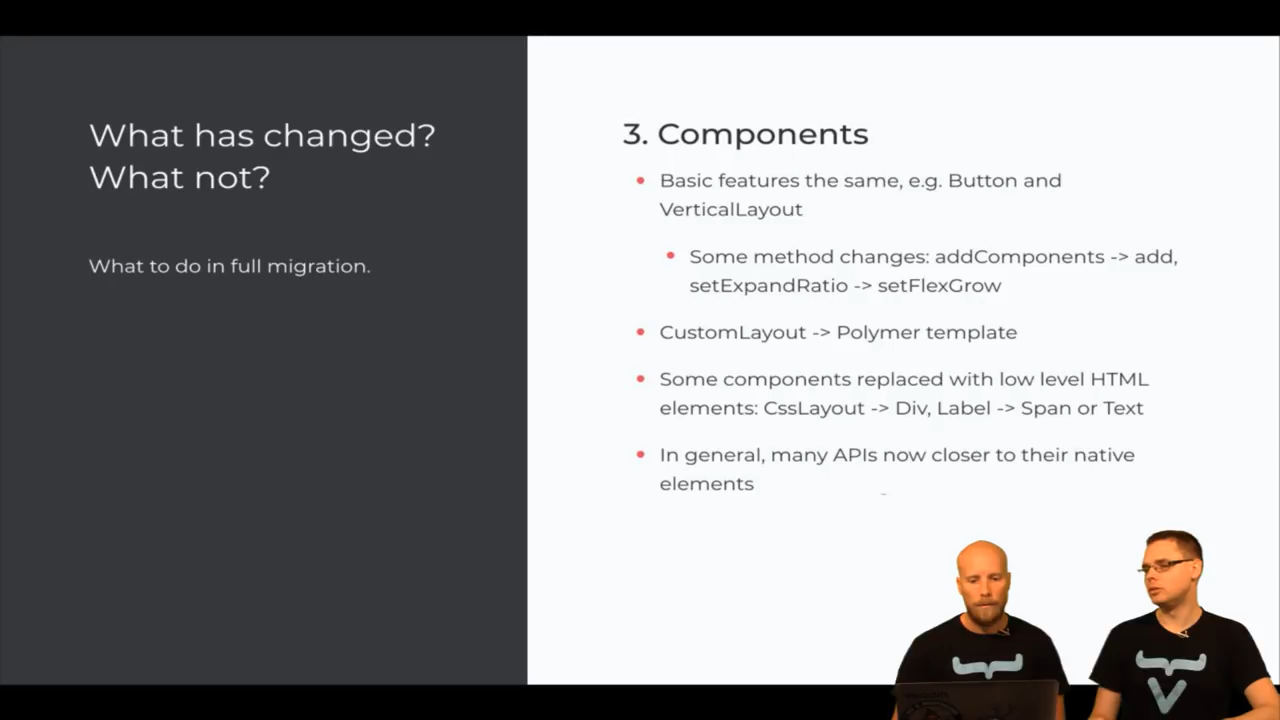 What has changed?
What not?
What to do in full migration.
3. Components
Basic features the same, e.g. Button and
VerticalLayout
Some method changes: addComponents -> add,
setExpandRatio -> setFlexGrow
CustomLayout -> Polymer template
Some components replaced with low level HTML
elements: CssLayout -> Div, Label -> Span or Text
In general, many APIs now closer to their native
elements